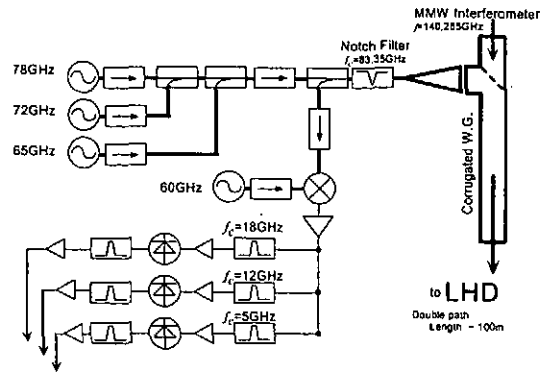 MMW Interferometer
f=140,285GHz
Notch Filter
fc=83.35GHz
78GHz
72GHz
65GHz
60GHz
Corrugated W.G.
fc=18GHz
fc=12GHz
fc=5GHz
to LHD
Double path
Length ~ 100m